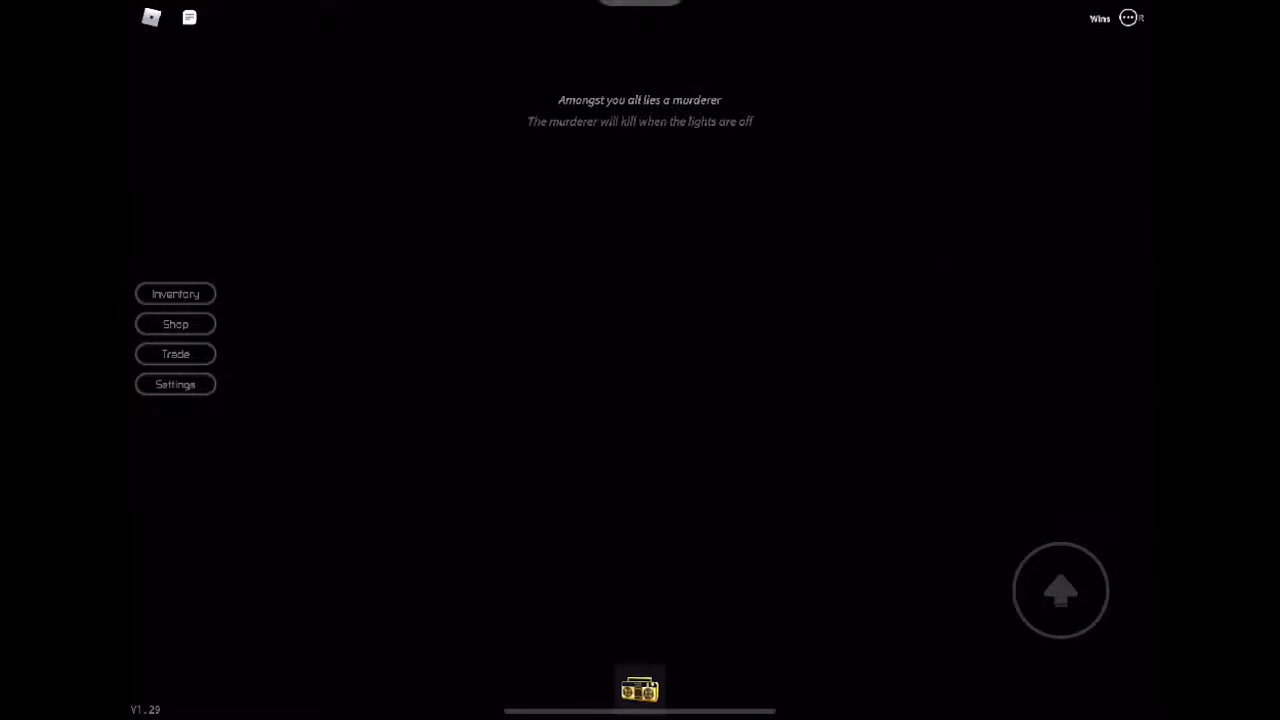 Wins
Amongst you all lies a murderer
The murderer will kill when the lights are off
Inventory
Shop
Trade
Settings
V1.29